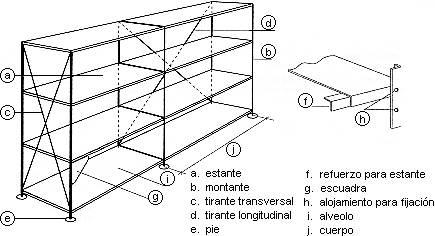 d
a
b
c
f
h
j
i
g
e
a. estante
b. montante
c. tirante transversal
d. tirante longitudinal
e. pie
f. refuerzo para estante
g. escuadra
h. alojamiento para fijación
i. alveolo
j. cuerpo